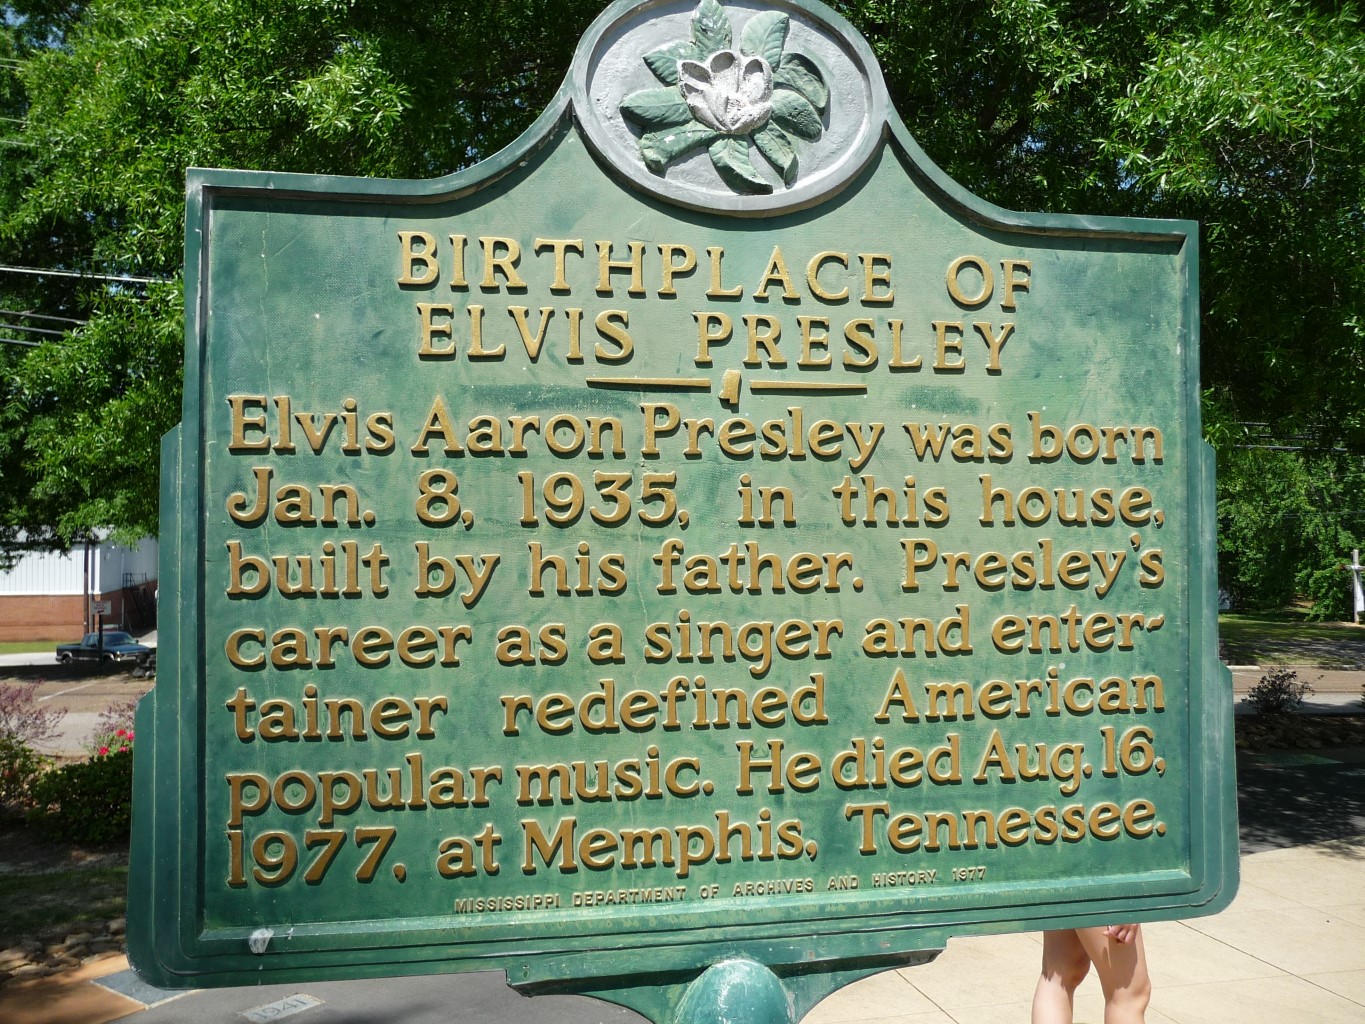 BIRTHPLACE OF
ELVIS PRESLEY
Elvis Aaron Presley was born
Jan. 8, 1935, in this house,
built by his father. Presley's
career as a singer and enter-
tainer redefined American
popular music. He died Aug. 16,
1977, at Memphis, Tennessee.
MISSISSIPPI DEPARTMENT OF ARCHIVES AND HISTORY 1977
1941